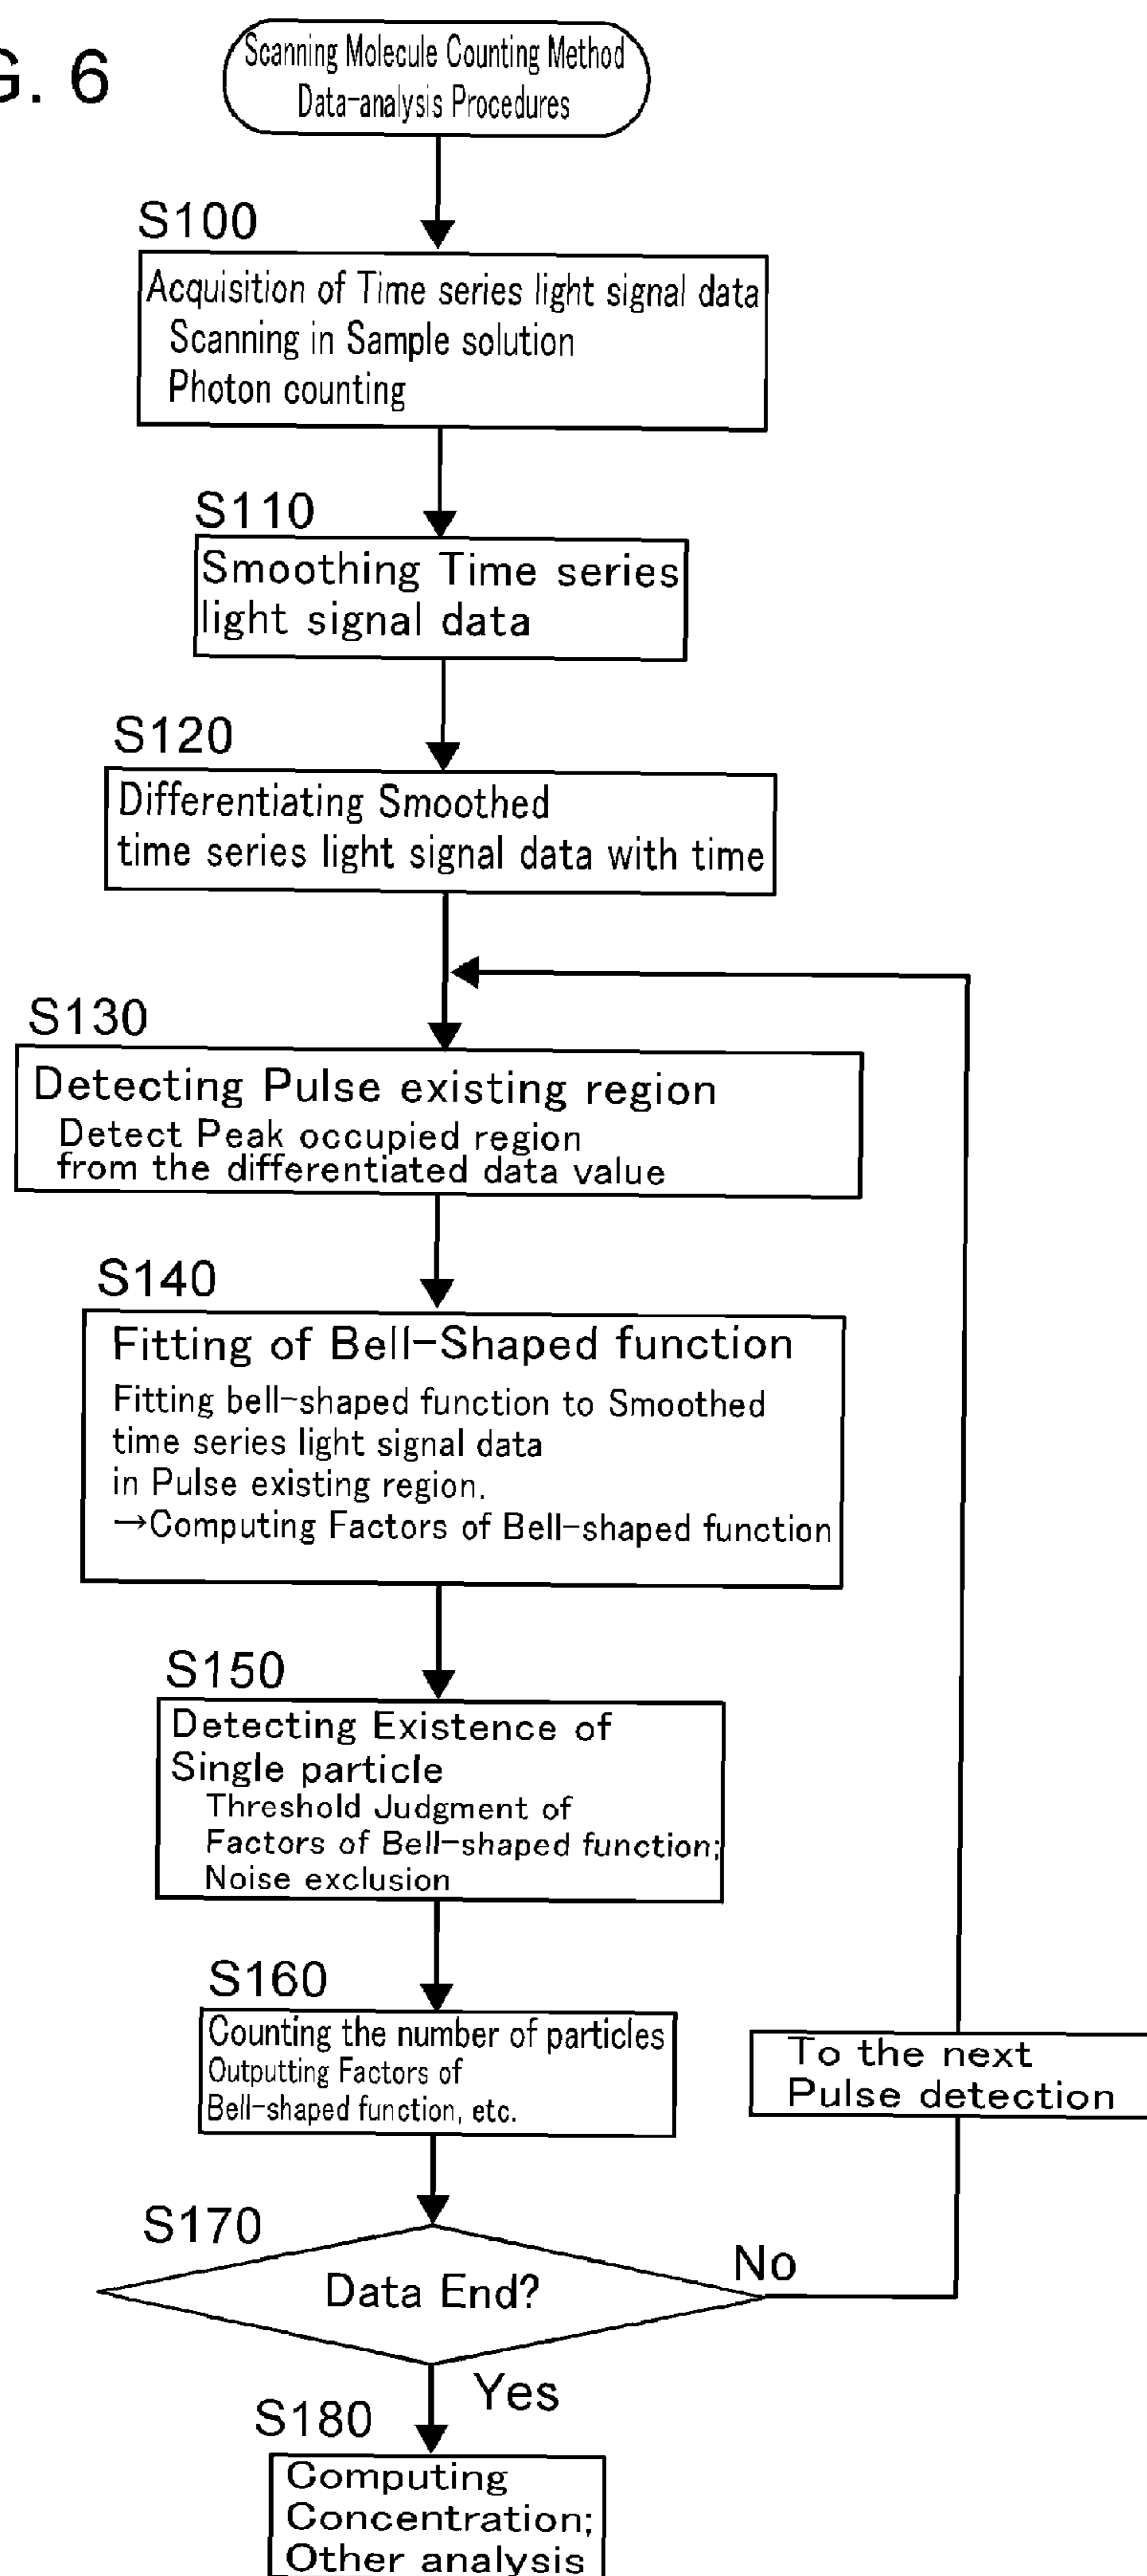 G. 6
Scanning Molecule Counting Method
Data-analysis Procedures
S100
Acquisition of Time series light signal data
Scanning in Sample solution
Photon counting
S110
Smoothing Time series
light signal data
S120
Differentiating Smoothed
time series light signal data with time
S130
Detecting Pulse existing region
Detect Peak occupied region
from the differentiated data value
S140
Fitting of Bell-Shaped function
Fitting bell-shaped function to Smoothed
time series light signal data
in Pulse existing region.
→Computing Factors of Bell-shaped function
S150
Detecting Existence of
Single particle
Threshold Judgment of
Factors of Bell-shaped function;
Noise exclusion
S160
Counting the number of particles
Outputting Factors of
Bell-shaped function, etc.
To the next
Pulse detection
S170
Data End?
No
Yes
S180
Computing
Concentration;
Other analysis